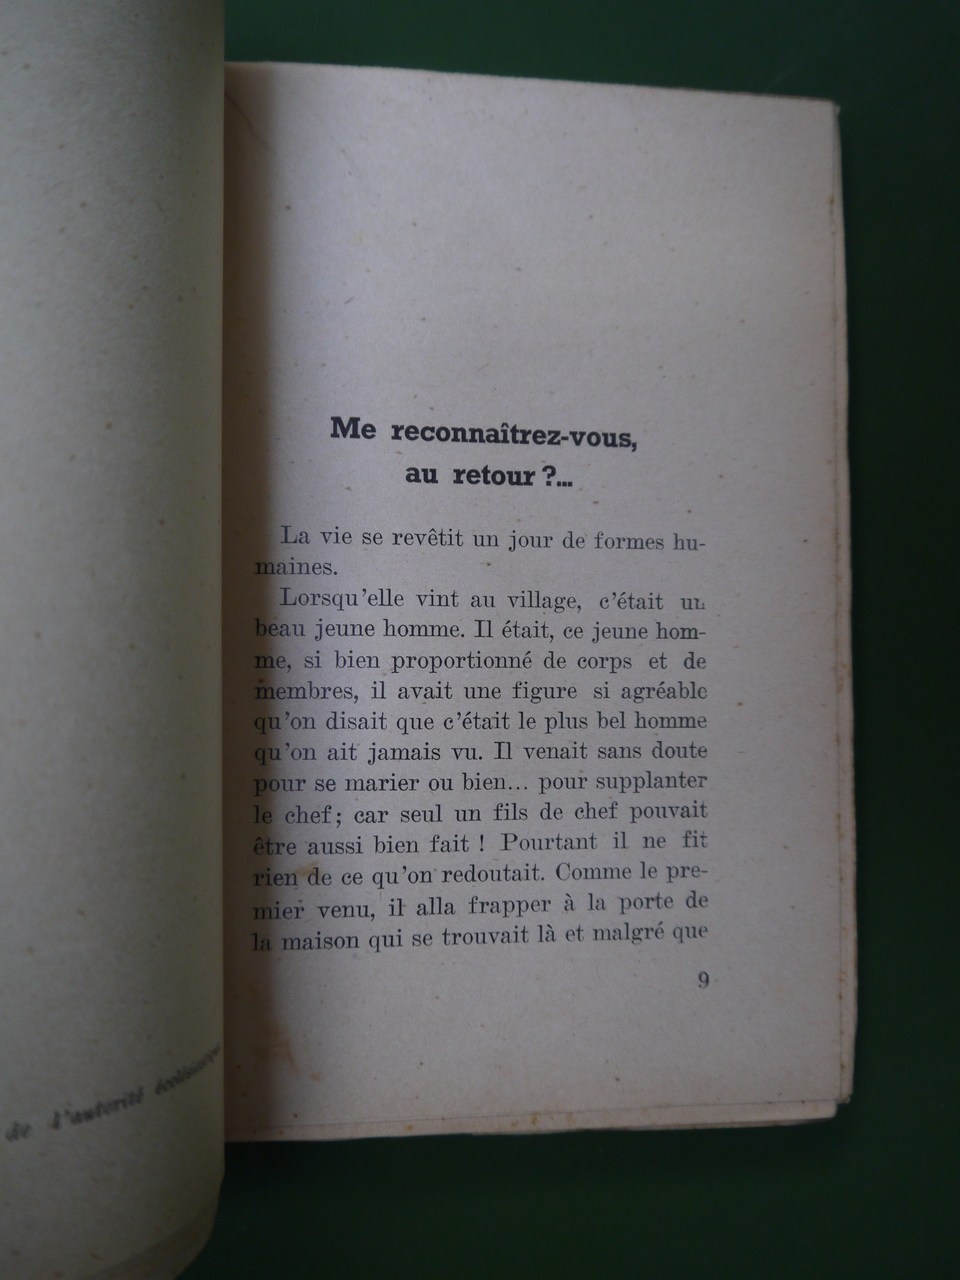 de l'autorité ecclésiastique
Me reconnaîtrez-vous,
au retour ?...
La vie se revêtit un jour de formes hu-
maines.
Lorsqu'elle vint au village, c'était un
beau jeune homme. Il était, ce jeune hom-
me, si bien proportionné de corps et de
membres, il avait une figure si agréable
qu'on disait que c'était le plus bel homme
qu'on ait jamais vu. Il venait sans doute
pour se marier ou bien... pour supplanter
le chef; car seul un fils de chef pouvait
être aussi bien fait ! Pourtant il ne fit
rien de ce qu'on redoutait. Comme le pre-
mier venu, il alla frapper à la porte de
la maison qui se trouvait là et malgré que
9